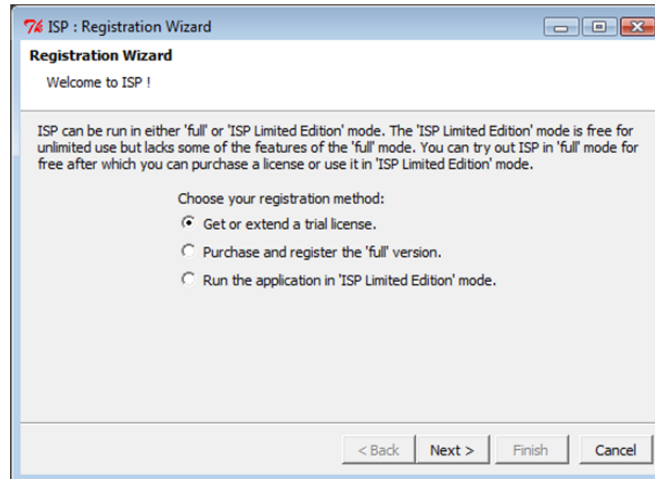 ISP : Registration Wizard
Registration Wizard
Welcome to ISP !
ISP can be run in either 'full' or 'ISP Limited Edition' mode. The 'ISP Limited Edition' mode is free for
unlimited use but lacks some of the features of the 'full' mode. You can try out ISP in 'full' mode for
free after which you can purchase a license or use it in 'ISP Limited Edition' mode.
Choose your registration method:
Get or extend a trial license.
Purchase and register the 'full' version.
Run the application in 'ISP Limited Edition' mode.
< Back Next > Finish Cancel